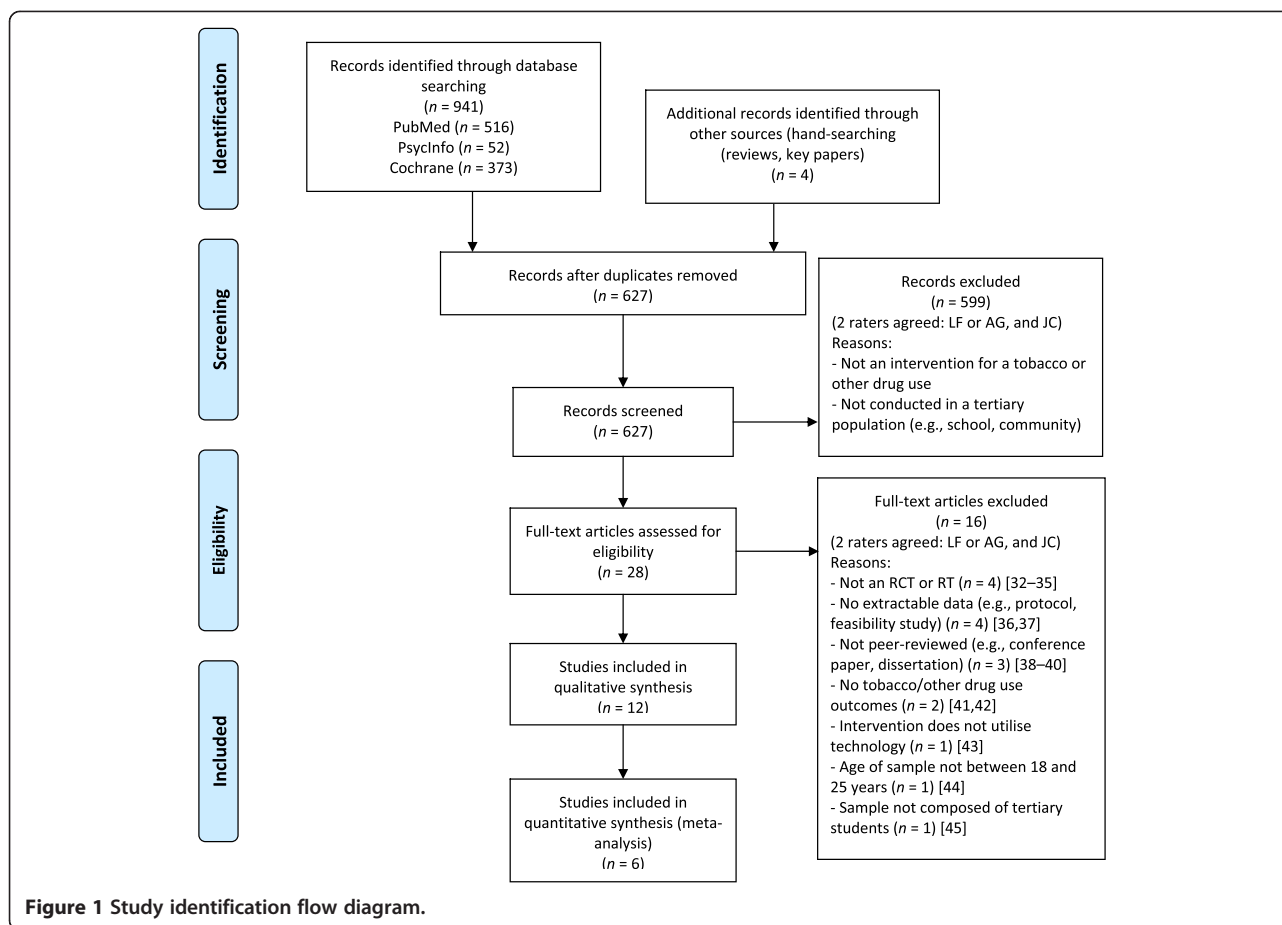 Identification
Records identified through database
searching
(n = 941)
PubMed (n = 516)
PsycInfo (n = 52)
Cochrane (n = 373)
Additional records identified through
other sources (hand-searching
(reviews, key papers)
(n = 4)
Screening
Records after duplicates removed
(n = 627)
Records excluded
(n = 599)
(2 raters agreed: LF or AG, and JC)
Reasons:
- Not an intervention for a tobacco or
other drug use
- Not conducted in a tertiary
population (e.g., school, community)
Records screened
(n = 627)
Eligibility
Full-text articles assessed for
eligibility
(n = 28)
Full-text articles excluded
(n = 16)
(2 raters agreed: LF or AG, and JC)
Reasons:
- Not an RCT or RT (n = 4) [32–35]
- No extractable data (e.g., protocol,
feasibility study) (n = 4) [36,37]
- Not peer-reviewed (e.g., conference
paper, dissertation) (n = 3) [38–40]
- No tobacco/other drug use
outcomes (n = 2) [41,42]
- Intervention does not utilise
technology (n = 1) [43]
- Age of sample not between 18 and
25 years (n = 1) [44]
- Sample not composed of tertiary
students (n = 1) [45]
Included
Studies included in
qualitative synthesis
(n = 12)
Studies included in
quantitative synthesis (meta-
analysis)
(n = 6)
Figure 1 Study identification flow diagram.